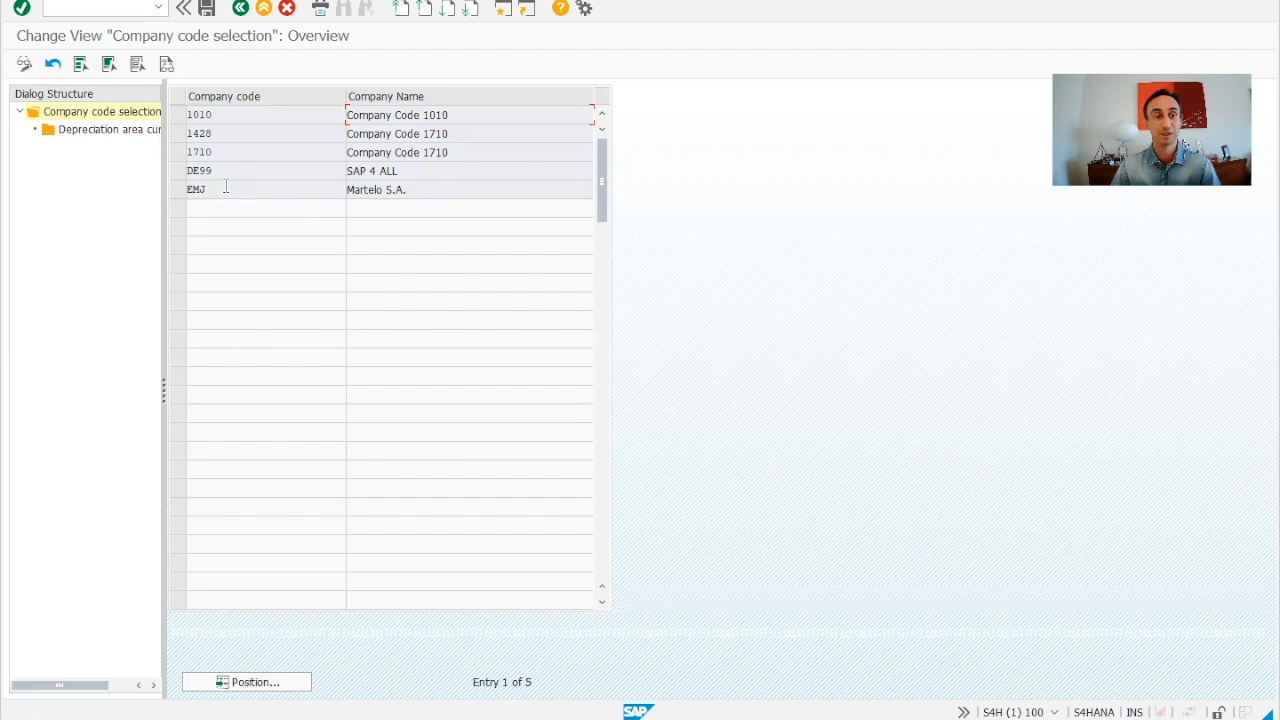 Change View "Company code selection": Overview
Dialog Structure
Company code selection
Depreciation area cur
Company code Company Name
1010 Company Code 1010
1428 Company Code 1710
1710 Company Code 1710
DE99 SAP 4 ALL
EMJ Martelo S.A.
Position... Entry 1 of 5
SAP S4H (1) 100 S4HANA INS